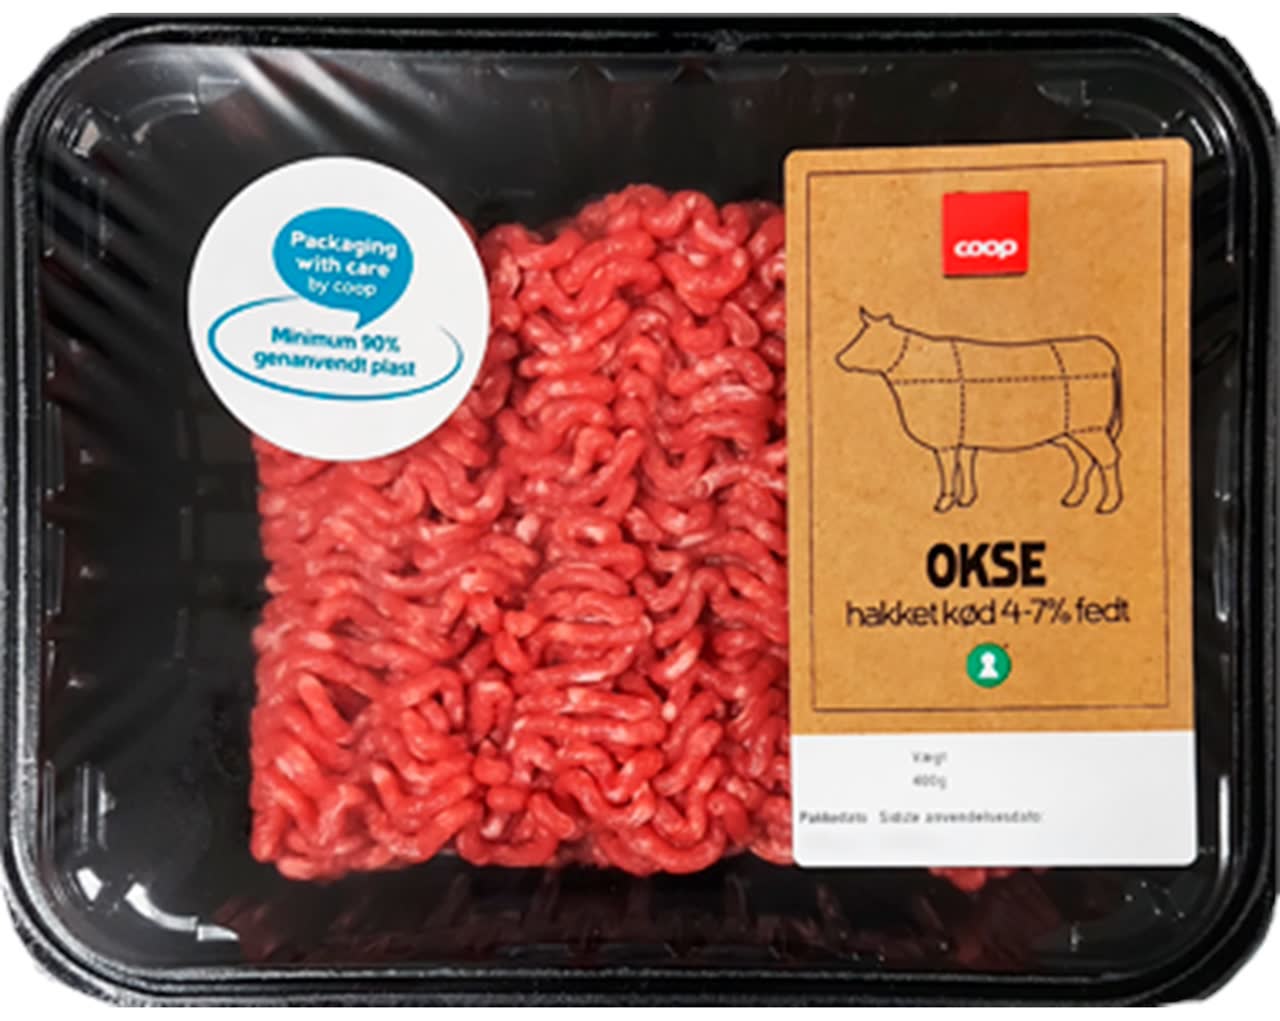 Packaging
with care
by coop
Minimum 90%
genanvendt plast
coop
OKSE
hakket kød 4-7% fedt
Vægt
400g
Pakkedato Sidste anvendelsesdato: